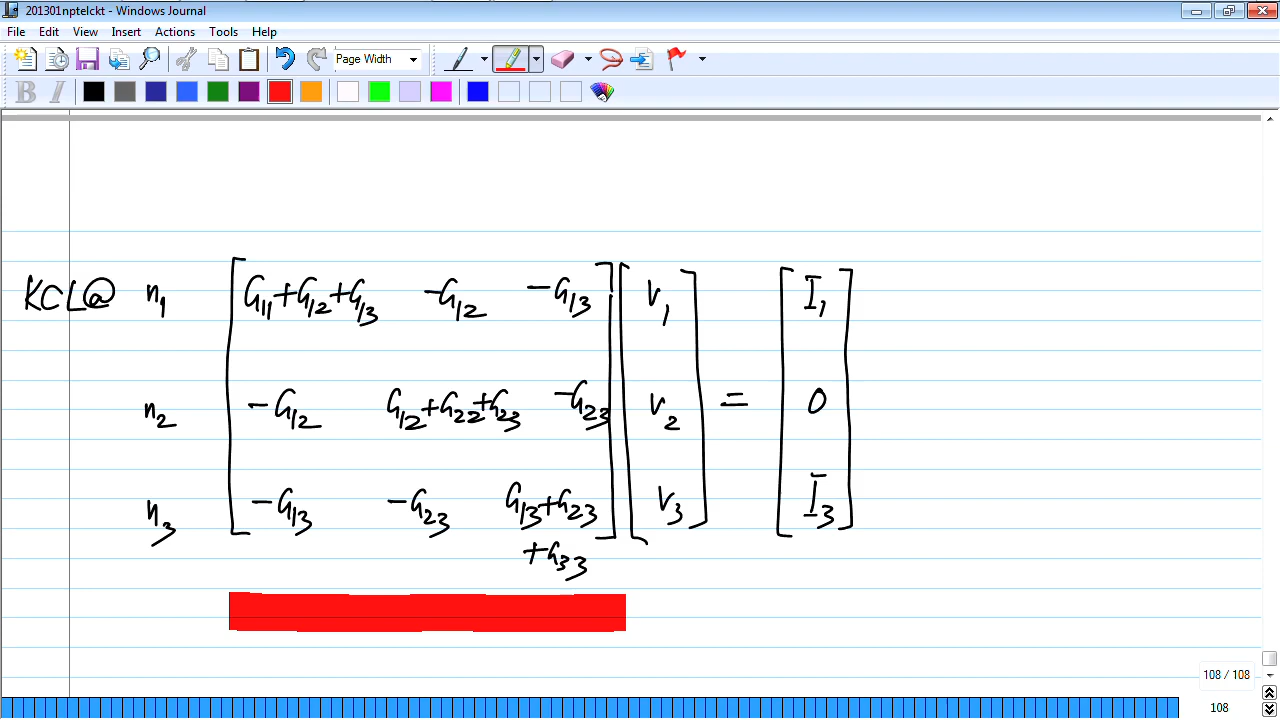 201301nptelckt - Windows Journal
File Edit View Insert Actions Tools Help
Page Width
B I
KCL@ n1 G11+G12+G13 -G12 -G13 V1 I1
n2 -G12 G12+G22+G23 -G23 V2 = 0
n3 -G13 -G23 G13+G23 V3 I3
+G33
108 / 108
108